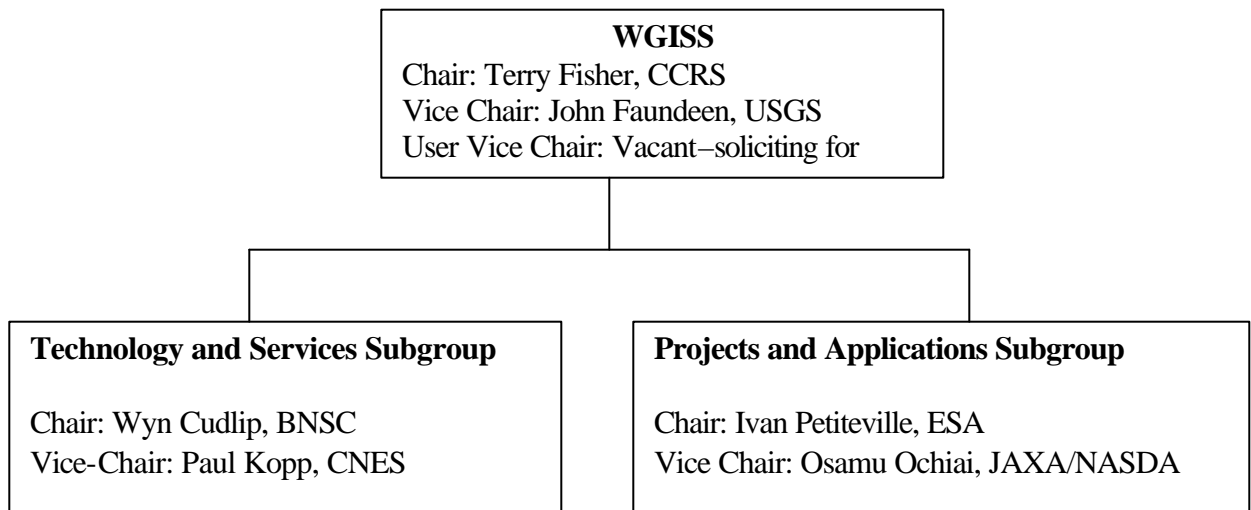 WGISS
Chair: Terry Fisher, CCRS
Vice Chair: John Faundeen, USGS
User Vice Chair: Vacant–soliciting for
Technology and Services Subgroup
Chair: Wyn Cudlip, BNSC
Vice-Chair: Paul Kopp, CNES
Projects and Applications Subgroup
Chair: Ivan Petiteville, ESA
Vice Chair: Osamu Ochiai, JAXA/NASDA